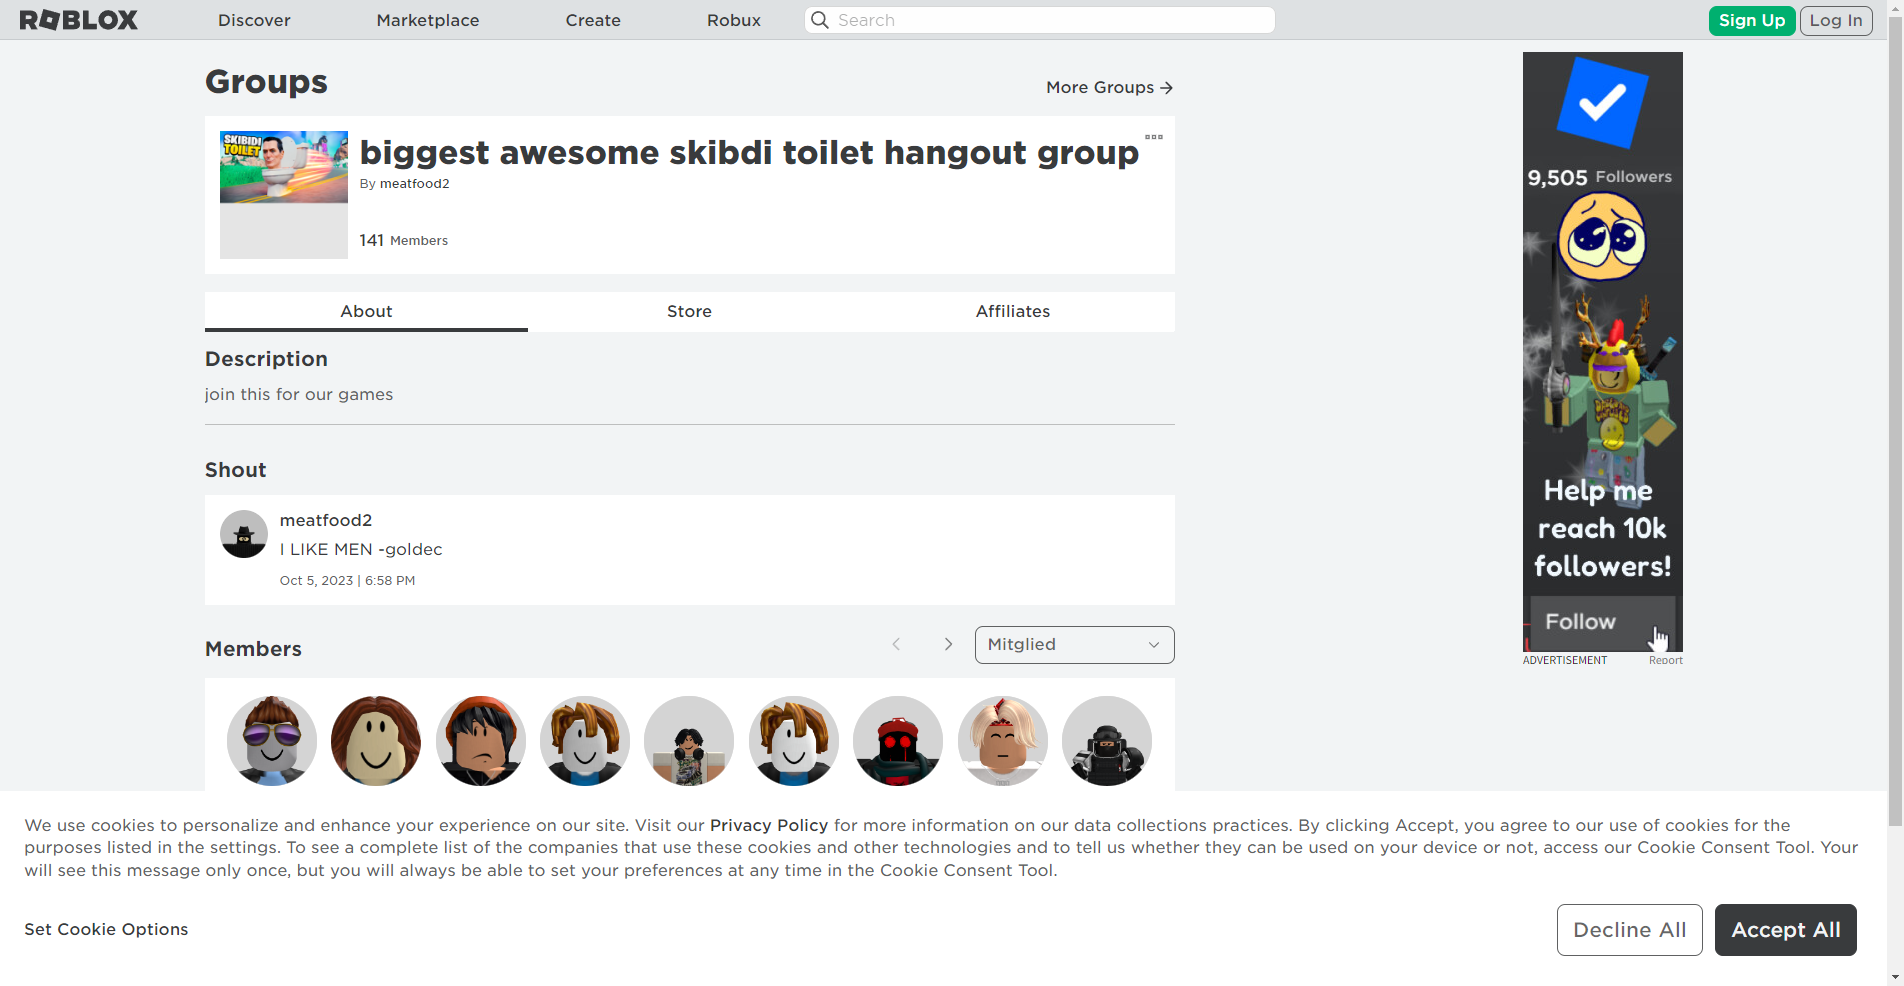 ROBLOX
Discover
Marketplace
Create
Robux
Search
Sign Up
Log In
Groups
More Groups
SKIBIDI
TOILET
biggest awesome skibdi toilet hangout group
By meatfood2
141 Members
About
Store
Affiliates
Description
join this for our games
Shout
meatfood2
I LIKE MEN -goldec
Oct 5, 2023 | 6:58 PM
Members
Mitglied
9,505 Followers
Help me
reach 10k
followers!
Follow
ADVERTISEMENT
Report
We use cookies to personalize and enhance your experience on our site. Visit our Privacy Policy for more information on our data collections practices. By clicking Accept, you agree to our use of cookies for the
purposes listed in the settings. To see a complete list of the companies that use these cookies and other technologies and to tell us whether they can be used on your device or not, access our Cookie Consent Tool. Your
will see this message only once, but you will always be able to set your preferences at any time in the Cookie Consent Tool.
Set Cookie Options
Decline All
Accept All